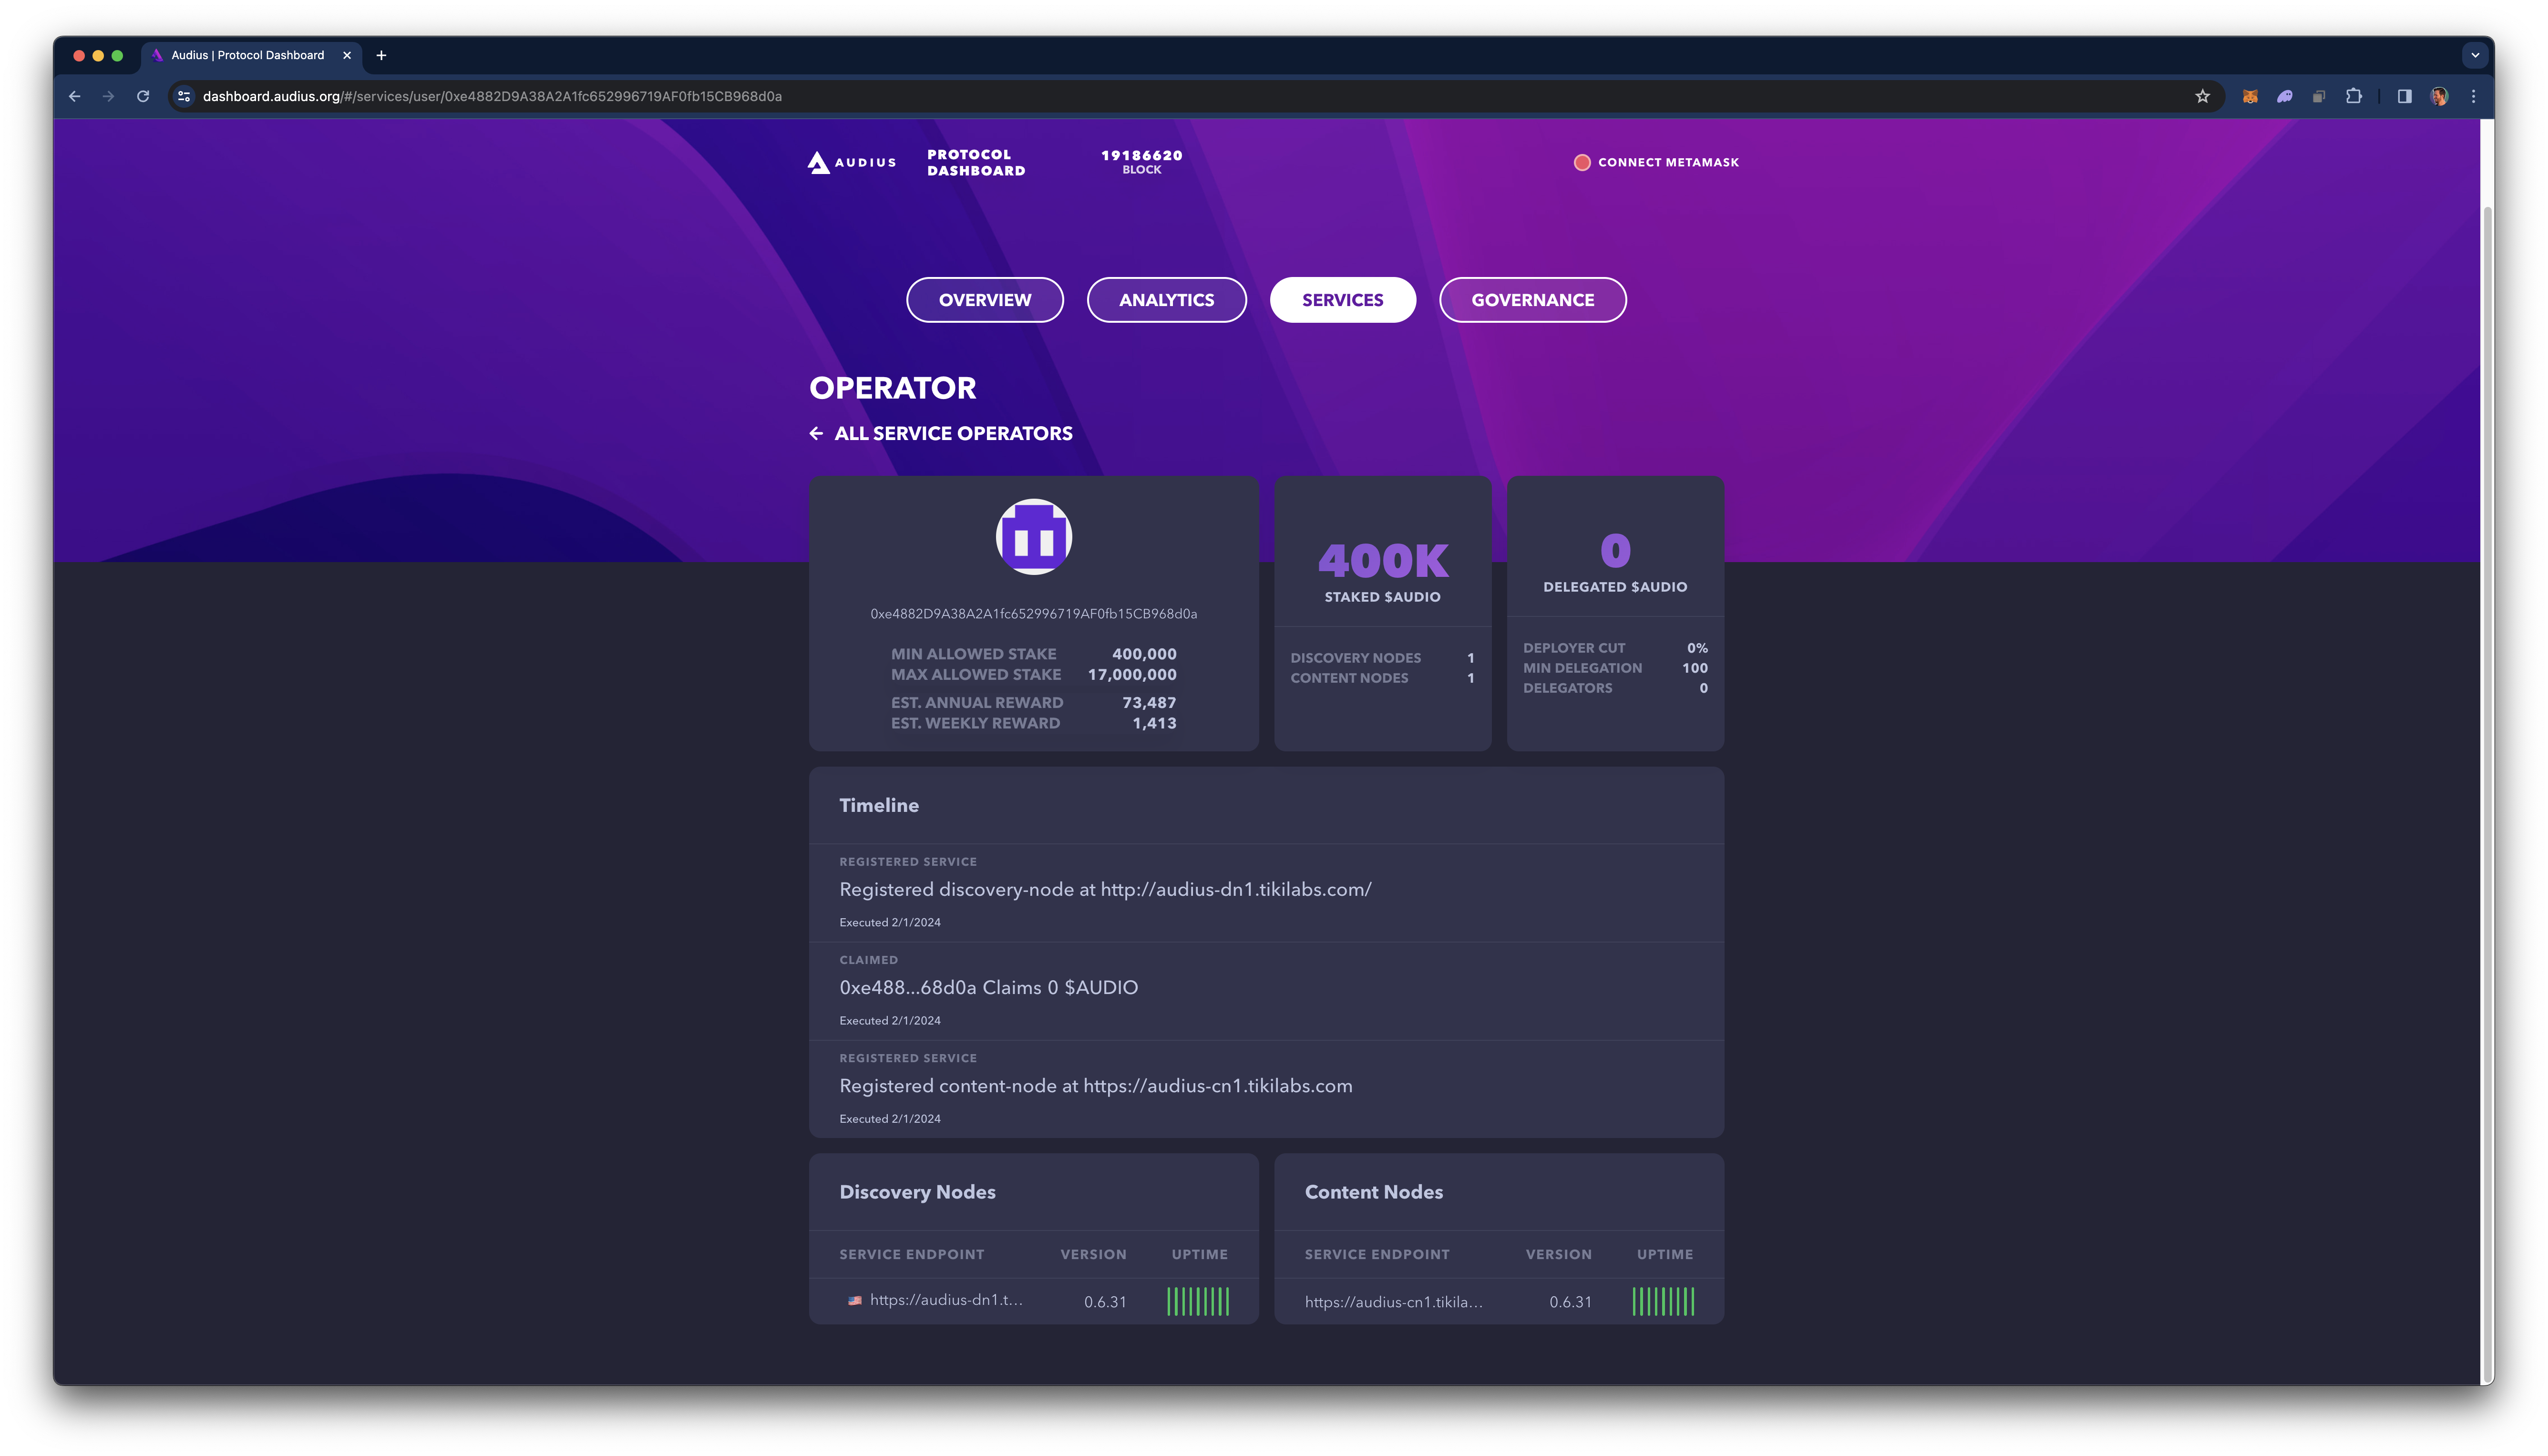 Audius | Protocol Dashboard
dashboard.audius.org/#/services/user/0xe4882D9A38A2A1fc652996719AF0fb15CB968d0a
AUDIUS
PROTOCOL
DASHBOARD
19186620
BLOCK
CONNECT METAMASK
OVERVIEW
ANALYTICS
SERVICES
GOVERNANCE
OPERATOR
ALL SERVICE OPERATORS
0xe4882D9A38A2A1fc652996719AF0fb15CB968d0a
MIN ALLOWED STAKE 400,000
MAX ALLOWED STAKE 17,000,000
EST. ANNUAL REWARD 73,487
EST. WEEKLY REWARD 1,413
400K
STAKED $AUDIO
DISCOVERY NODES 1
CONTENT NODES 1
0
DELEGATED $AUDIO
DEPLOYER CUT 0%
MIN DELEGATION 100
DELEGATORS 0
Timeline
REGISTERED SERVICE
Registered discovery-node at http://audius-dn1.tikilabs.com/
Executed 2/1/2024
CLAIMED
0xe488...68d0a Claims 0 $AUDIO
Executed 2/1/2024
REGISTERED SERVICE
Registered content-node at https://audius-cn1.tikilabs.com
Executed 2/1/2024
Discovery Nodes
SERVICE ENDPOINT VERSION UPTIME
https://audius-dn1.t... 0.6.31
Content Nodes
SERVICE ENDPOINT VERSION UPTIME
https://audius-cn1.tikila... 0.6.31